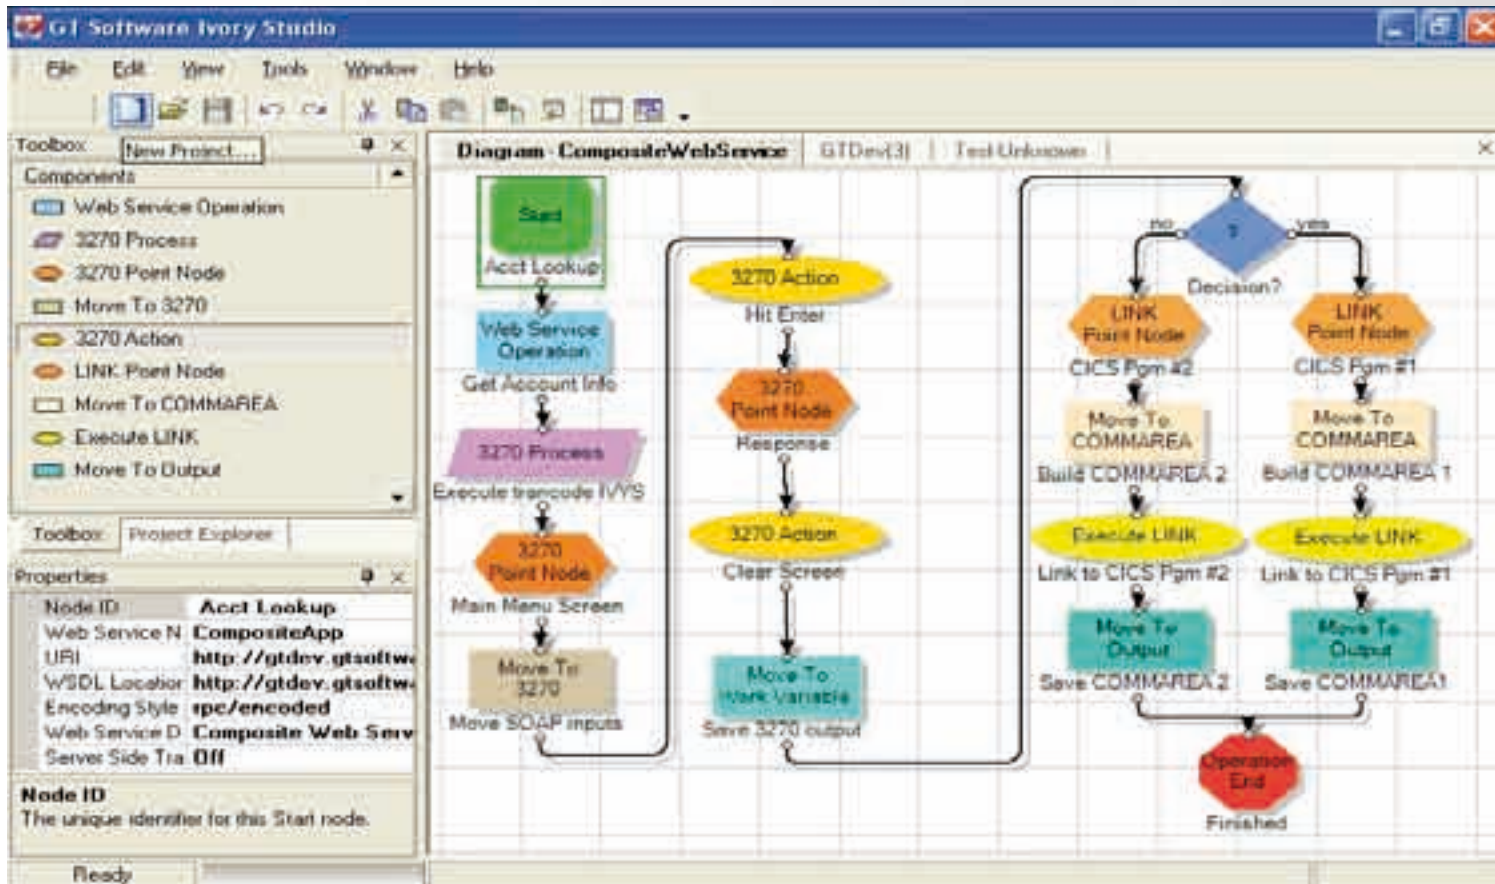 GT Software Ivory Studio
File Edit View Tools Window Help
Toolbox
New Project...
Components
Web Service Operation
3270 Process
3270 Point Node
Move To 3270
3270 Action
LINK Point Node
Move To COMMAREA
Execute LINK
Move To Output
Toolbox Project Explorer
Properties
Node ID Acct Lookup
Web Service N CompositeApp
URI http://gtdev.gtsoftw
WSDL Location http://gtdev.gtsoftw
Encoding Style rpc/encoded
Web Service D Composite Web Serv
Server Side Tra Off
Node ID
The unique identifier for this Start node.
Ready
Diagram - CompositeWebService GTDev(3) Test-Unknown
Start
Acct Lookup
Web Service
Operation
Get Account Info
3270 Process
Execute trancode IVYS
3270
Point Node
Main Menu Screen
Move To
3270
Move SOAP inputs
3270 Action
Hit Enter
3270
Point Node
Response
3270 Action
Clear Screen
Move To
Work Variable
Save 3270 output
?
no yes
Decision?
LINK
Point Node
CICS Pgm #2
Move To
COMMAREA
Build COMMAREA 2
Execute LINK
Link to CICS Pgm #2
Move To
Output
Save COMMAREA 2
LINK
Point Node
CICS Pgm #1
Move To
COMMAREA
Build COMMAREA 1
Execute LINK
Link to CICS Pgm #1
Move To
Output
Save COMMAREA1
Operation
End
Finished